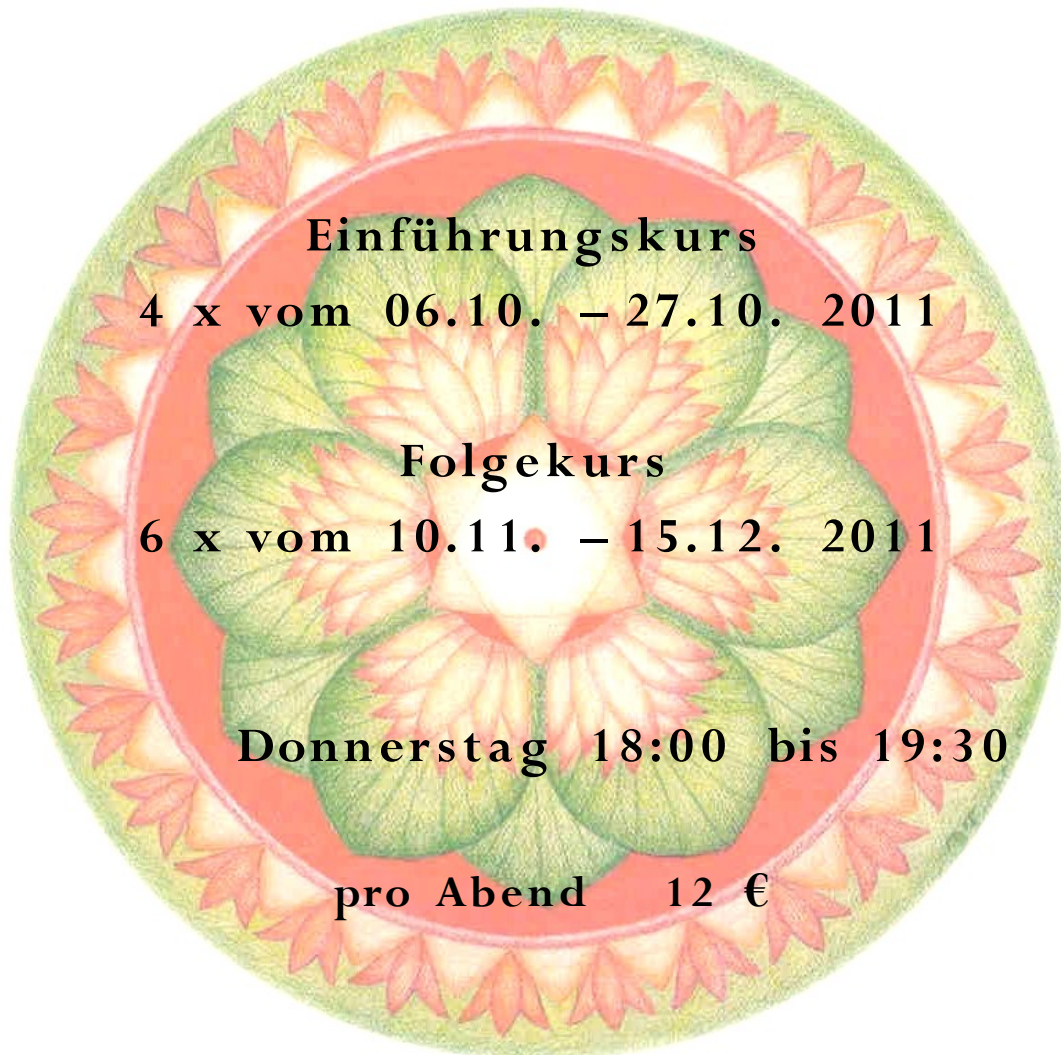 Einführungskurs
4 x vom 06.10. – 27.10. 2011
Folgekurs
6 x vom 10.11. – 15.12. 2011
Donnerstag 18:00 bis 19:30
pro Abend 12 €